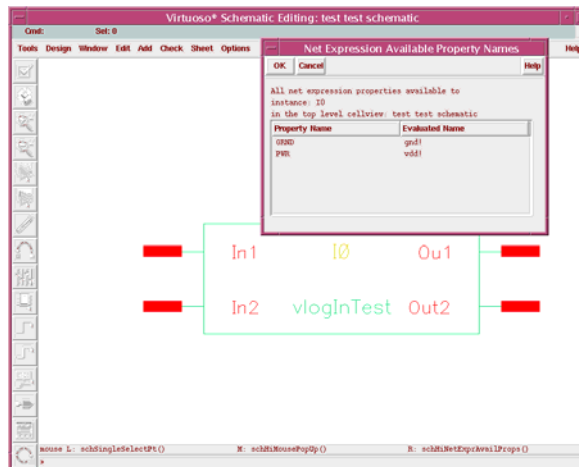 Virtuoso® Schematic Editing: test test schematic
Cmd: Sel: 0
Tools Design Window Edit Add Check Sheet Options Help
Net Expression Available Property Names
OK Cancel Help
All net expression properties available to
instance: I0
in the top level cellview: test test schematic
Property Name Evaluated Name
GRND gnd!
PWR vdd!
In1 I0 Ou1
In2 vlogInTest Out2
mouse L: schSingleSelectPt() M: schHiMousePopUp() R: schHiNetExprAvailProps()
>